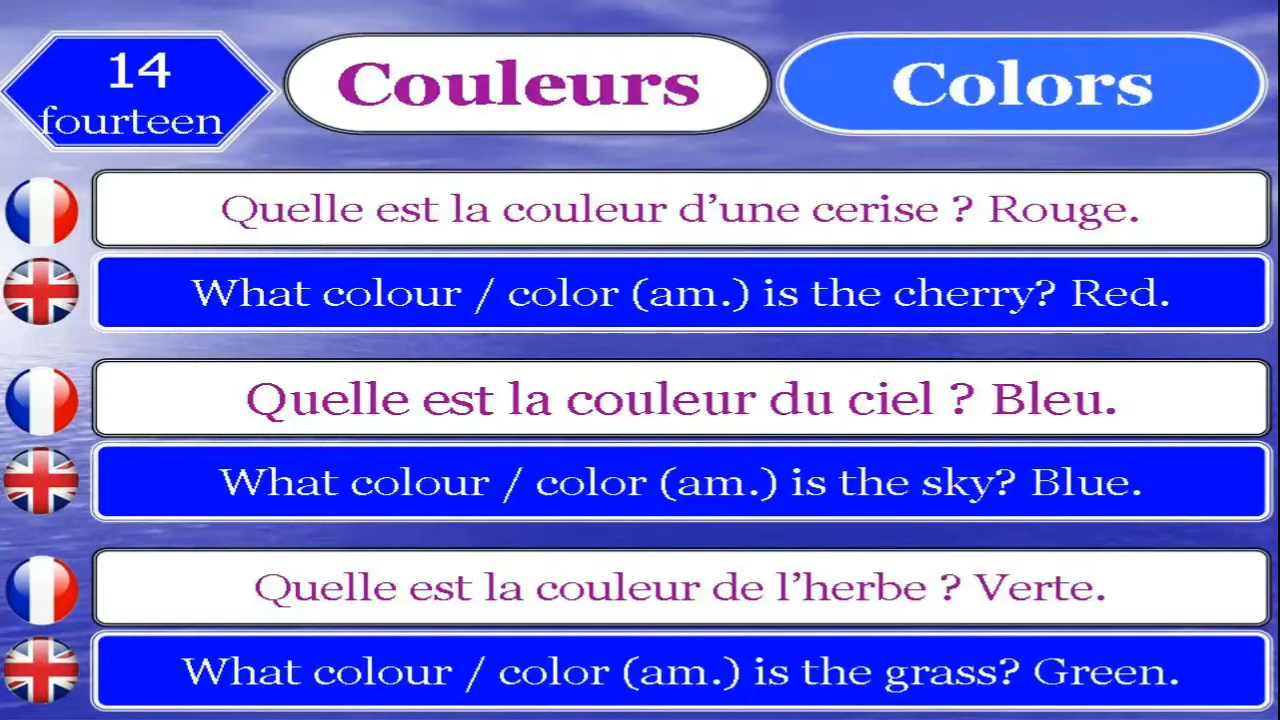 14
fourteen
Couleurs
Colors
Quelle est la couleur d’une cerise ? Rouge.
What colour / color (am.) is the cherry? Red.
Quelle est la couleur du ciel ? Bleu.
What colour / color (am.) is the sky? Blue.
Quelle est la couleur de l’herbe ? Verte.
What colour / color (am.) is the grass? Green.